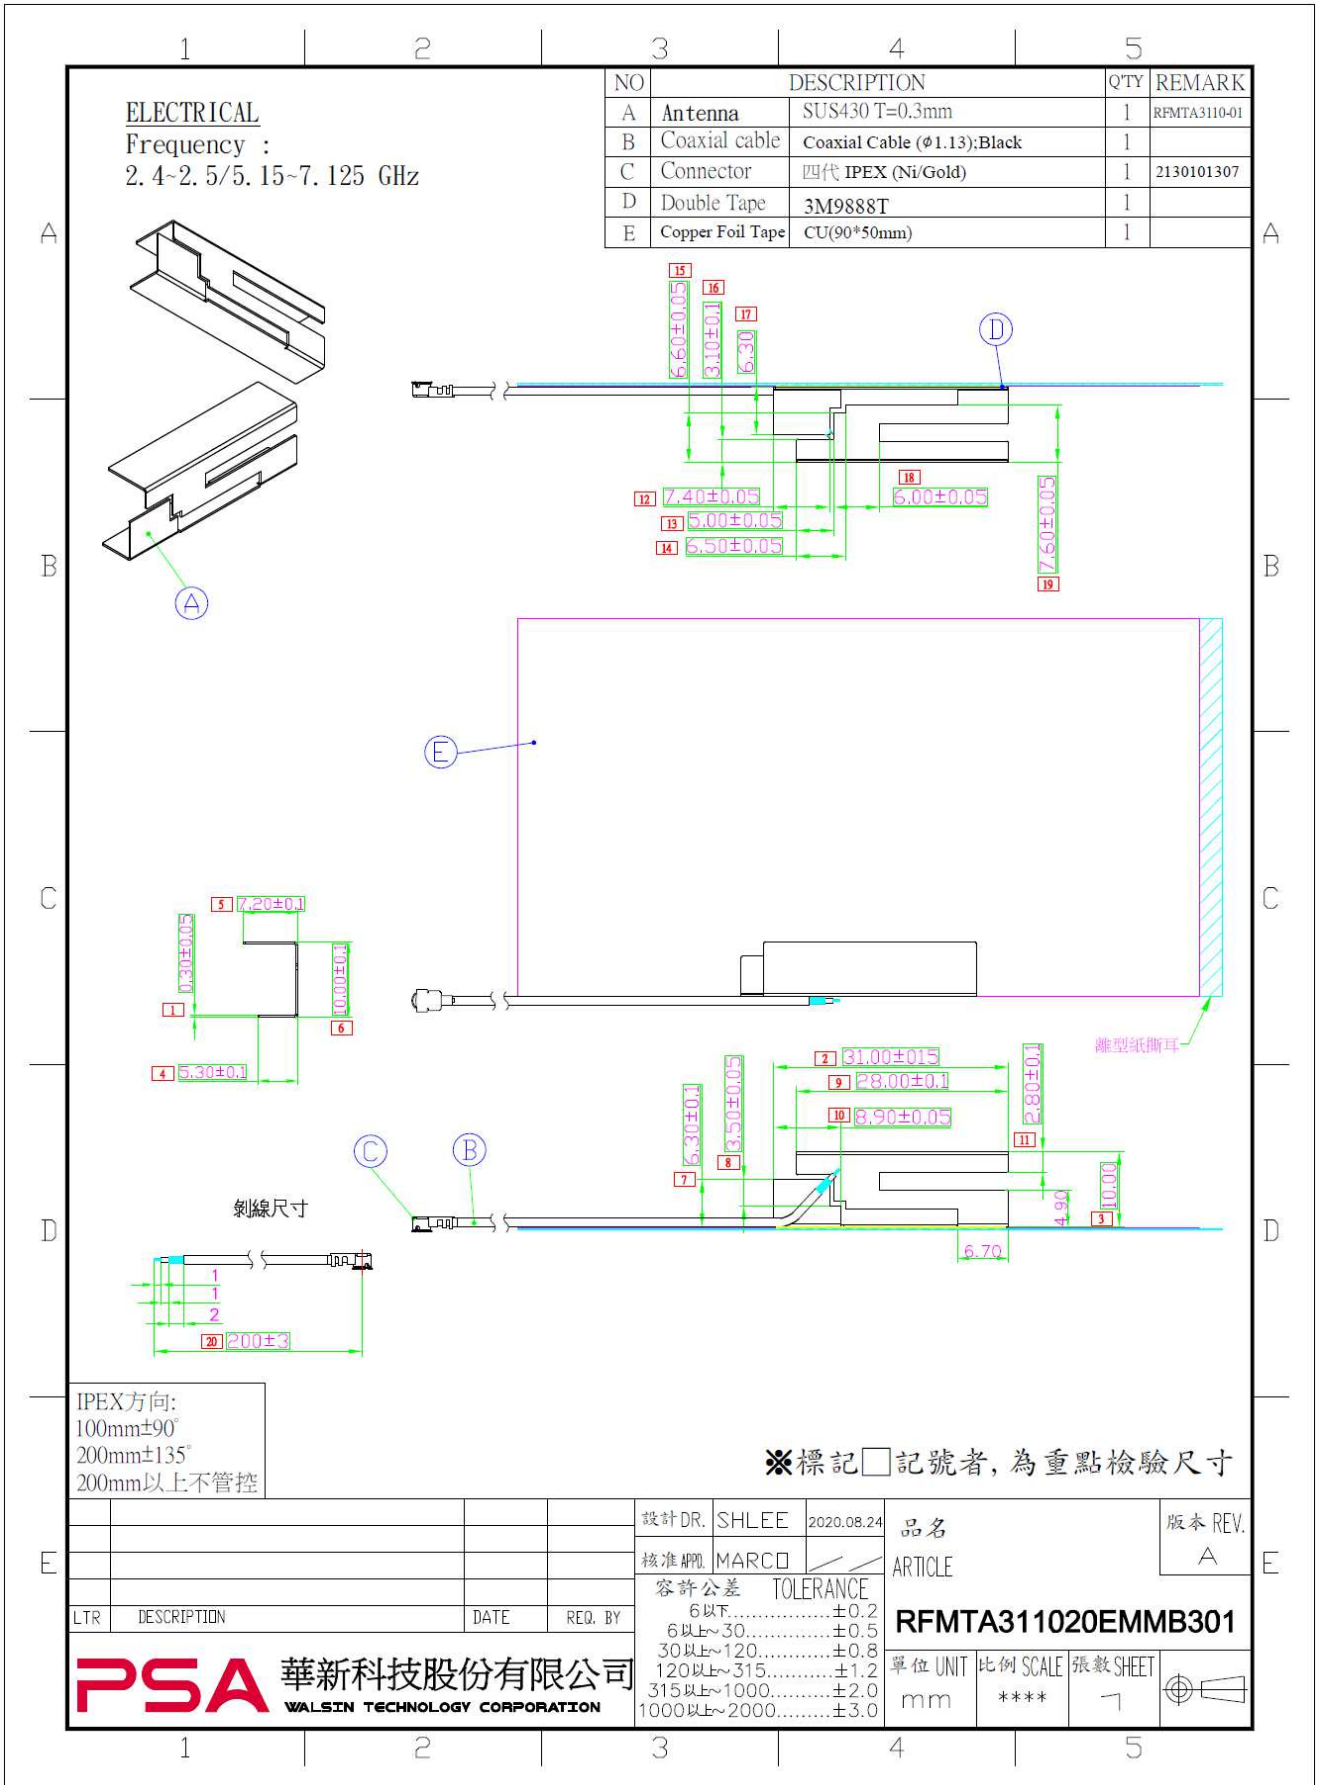 1 2 3 4 5
ELECTRICAL
Frequency :
2.4~2.5/5.15~7.125 GHz
NO DESCRIPTION Q'TY REMARK
A Antenna SUS430 T=0.3mm 1 RFMTA3110-01
B Coaxial cable Coaxial Cable (φ1.13);Black 1
C Connector 四代 IPEX (Ni/Gold) 1 2130101307
D Double Tape 3M9888T 1
E Copper Foil Tape CU(90*50mm) 1
A A
15 6.60±0.05
16 3.10±0.1
17 6.30
D
12 7.40±0.05
18 6.00±0.05
13 5.00±0.05
14 6.50±0.05
7.60±0.05 19
B B
A
E
C C
5 7.20±0.1
0.30±0.05 1
10.00±0.1 6
4 5.30±0.1
離型紙撕耳
2 31.00±015
9 28.00±0.1
10 8.90±0.05
2.80±0.1 11
6.30±0.1 7
3.50±0.05 8
10.00 3
4.90
6.70
C B
D D
剝線尺寸
1
1
2
20 200±3
IPEX方向:
100mm±90°
200mm±135°
200mm以上不管控
※標記□記號者,為重點檢驗尺寸
E E
LTR DESCRIPTION DATE REQ. BY
設計DR. SHLEE 2020.08.24
核准APPD. MARCO
容許公差 TOLERANCE
6以下...............±0.2
6以上~30............±0.5
30以上~120..........±0.8
120以上~315.........±1.2
315以上~1000........±2.0
1000以上~2000.......±3.0
品名
ARTICLE
版本 REV.
A
RFMTA311020EMMB301
單位 UNIT 比例 SCALE 張數 SHEET
mm ****
PSA 華新科技股份有限公司
WALSIN TECHNOLOGY CORPORATION
1 2 3 4 5